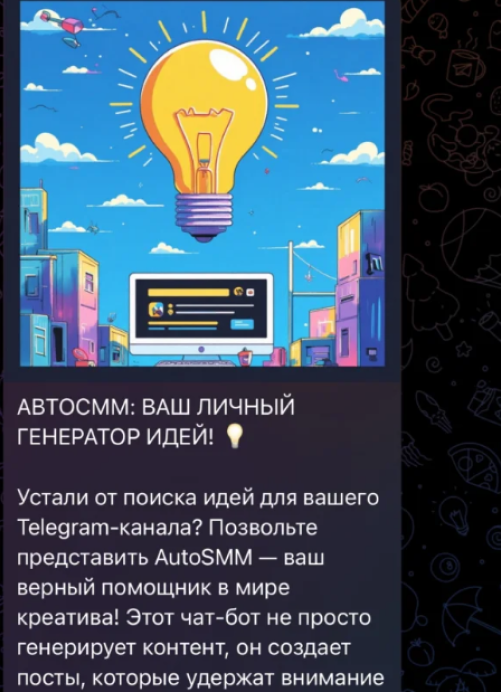 АВТОСММ: ВАШ ЛИЧНЫЙ
ГЕНЕРАТОР ИДЕЙ! 💡
Устали от поиска идей для вашего
Telegram-канала? Позвольте
представить AutoSMM — ваш
верный помощник в мире
креатива! Этот чат-бот не просто
генерирует контент, он создает
посты, которые удержат внимание